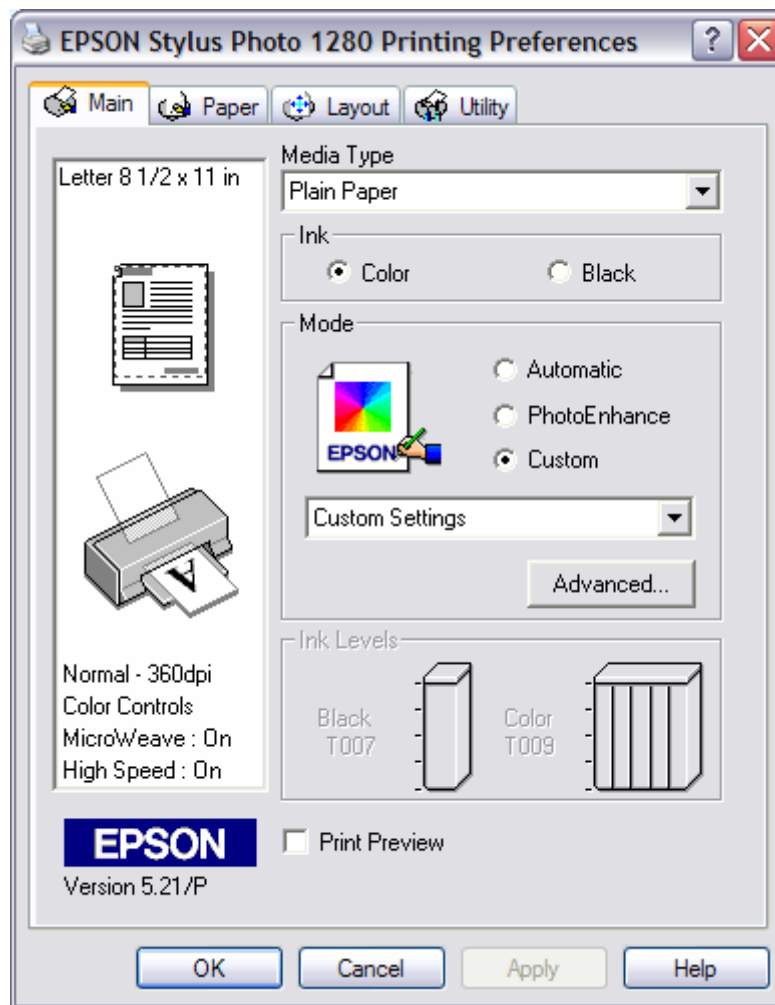 EPSON Stylus Photo 1280 Printing Preferences
Main
Paper
Layout
Utility
Letter 8 1/2 x 11 in
Media Type
Plain Paper
Ink
Color
Black
Mode
Automatic
PhotoEnhance
EPSON
Custom
Custom Settings
Advanced...
A
Normal - 360dpi
Color Controls
MicroWeave : On
High Speed : On
Ink Levels
Black
T007
Color
T009
EPSON
Version 5.21/P
Print Preview
OK
Cancel
Apply
Help